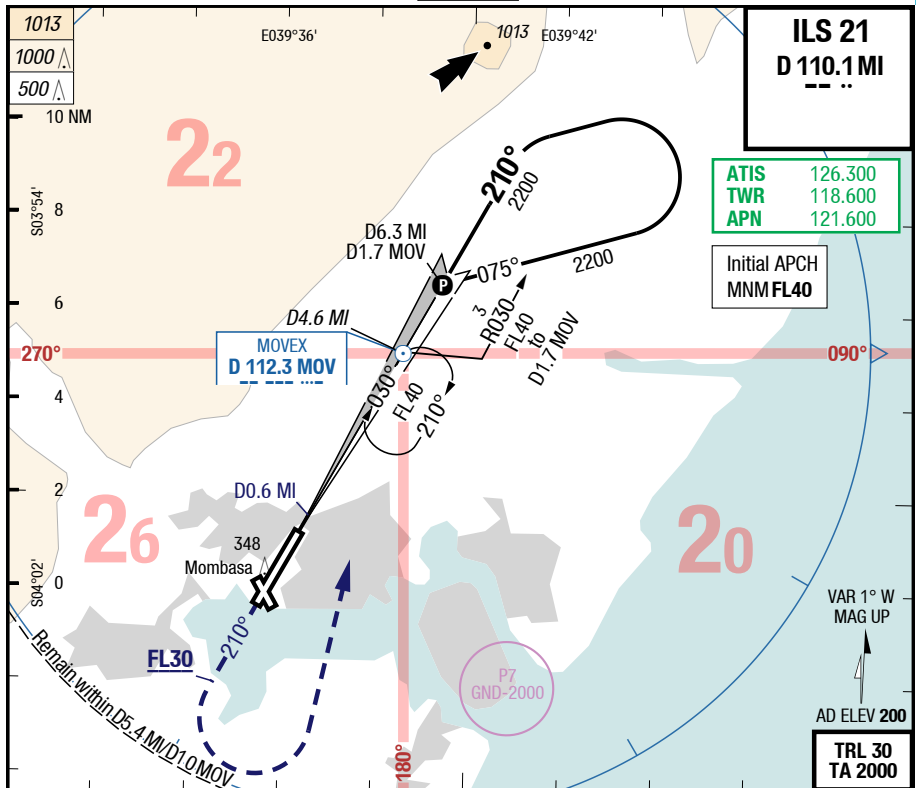 1013
1000
500
10 NM
8
6
4
2
0
S03°54'
S04°02'
E039°36'
1013
E039°42'
ILS 21
D 110.1 MI
ATIS 126.300
TWR 118.600
APN 121.600
Initial APCH
MNM FL40
22
210°
2200
D6.3 MI
D1.7 MOV
P
075°
2200
D4.6 MI
MOVEX
D 112.3 MOV
270°
090°
3
R030
FL40
to
D1.7 MOV
030°
FL40
210°
D0.6 MI
26
20
348
Mombasa
210°
FL30
Remain within D5.4 MI/D10 MOV
180°
P7
GND-2000
VAR 1° W
MAG UP
AD ELEV 200
TRL 30
TA 2000